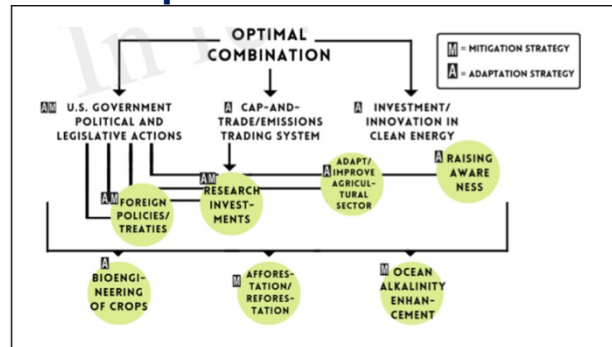 In
OPTIMAL
COMBINATION
M = MITIGATION STRATEGY
A = ADAPTATION STRATEGY
AM U.S. GOVERNMENT
POLITICAL AND
LEGISLATIVE ACTIONS
A CAP-AND-
TRADE/EMISSIONS
TRADING SYSTEM
A INVESTMENT/
INNOVATION IN
CLEAN ENERGY
AM FOREIGN
POLICIES/
TREATIES
AM
RESEARCH
INVEST-
MENTS
A ADAPT/
IMPROVE
AGRICUL-
TURAL
SECTOR
A RAISING
AWARE
NESS
A
BIOENGI-
NEERING
OF CROPS
M AFFORES-
TATION/
REFORES-
TATION
M OCEAN
ALKALINITY
ENHAN-
CEMENT